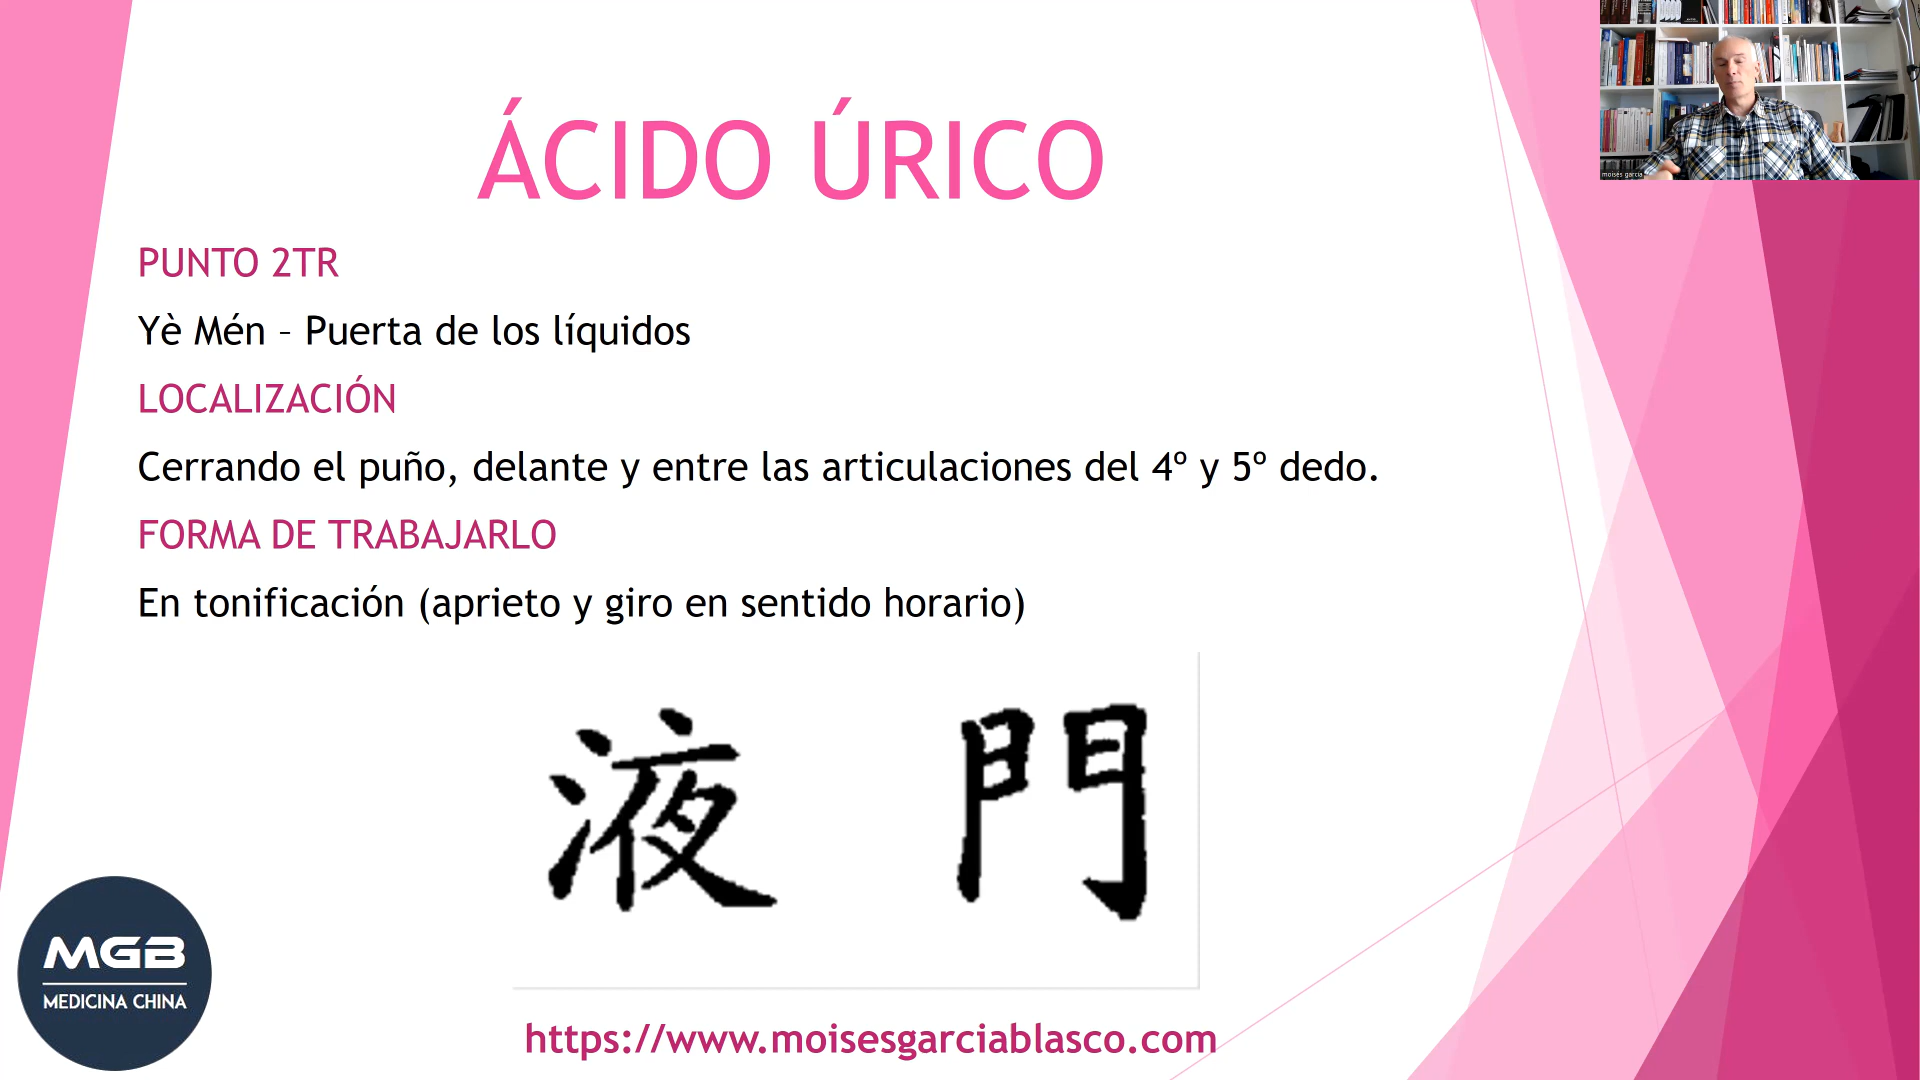 ÁCIDO ÚRICO
PUNTO 2TR
Yè Mén – Puerta de los líquidos
LOCALIZACIÓN
Cerrando el puño, delante y entre las articulaciones del 4º y 5º dedo.
FORMA DE TRABAJARLO
En tonificación (aprieto y giro en sentido horario)
液 門
MGB
MEDICINA CHINA
https://www.moisesgarciablasco.com
moisés garcía